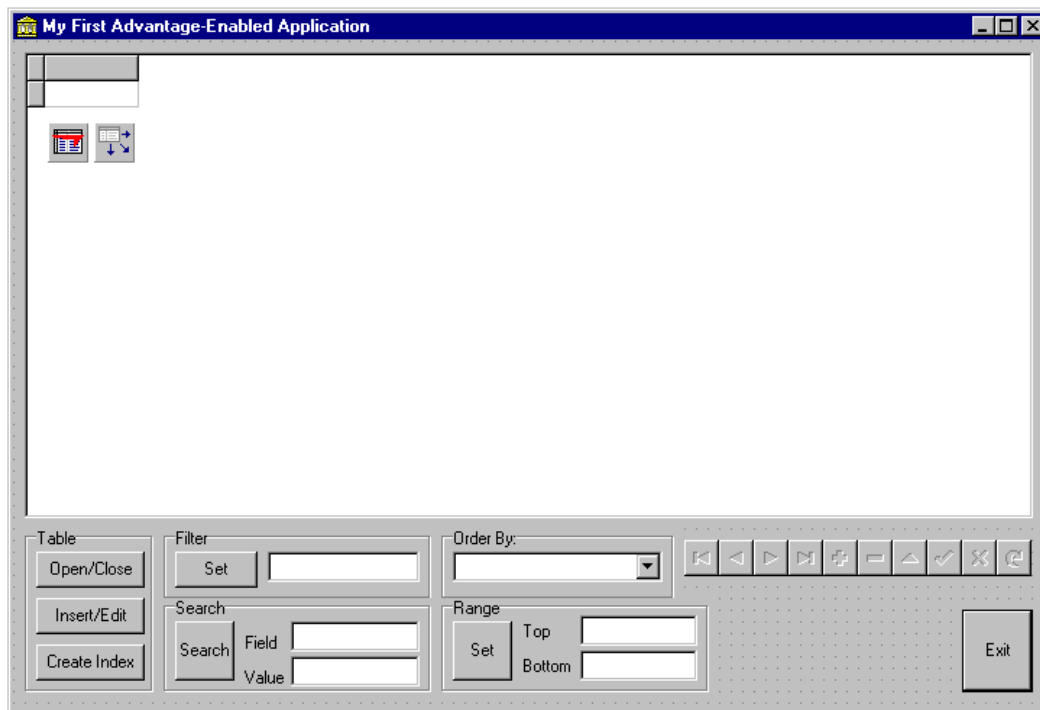 My First Advantage-Enabled Application
Table
Open/Close
Insert/Edit
Create Index
Filter
Set
Search
Search
Field
Value
Order By:
Range
Set
Top
Bottom
Exit